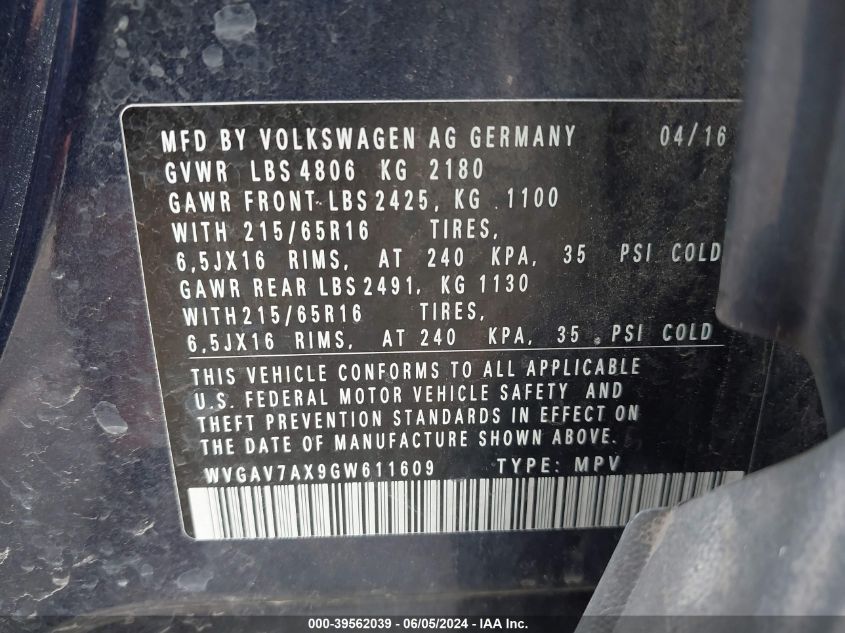 MFD BY VOLKSWAGEN AG GERMANY 04/16
GVWR LBS 4806 KG 2180
GAWR FRONT LBS 2425, KG 1100
WITH 215/65R16 TIRES,
6,5JX16 RIMS, AT 240 KPA, 35 PSI COLD
GAWR REAR LBS 2491, KG 1130
WITH 215/65R16 TIRES,
6,5JX16 RIMS, AT 240 KPA, 35 PSI COLD
THIS VEHICLE CONFORMS TO ALL APPLICABLE
U.S. FEDERAL MOTOR VEHICLE SAFETY AND
THEFT PREVENTION STANDARDS IN EFFECT ON
THE DATE OF MANUFACTURE SHOWN ABOVE.
WVGAV7AX9GW611609 TYPE: MPV
000-39562039 - 06/05/2024 - IAA Inc.